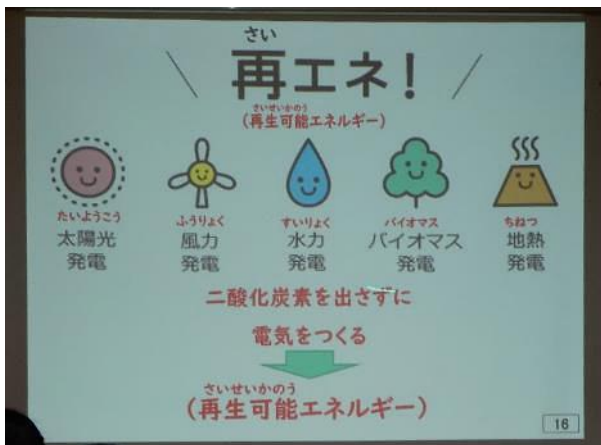 さい
再エネ!
さいせいかのう
(再生可能エネルギー)
たいようこう ふうりょく すいりょく バイオマス ちねつ
太陽光 風力 水力 バイオマス 地熱
発電 発電 発電 発電 発電
二酸化炭素を出さずに
電気をつくる
さいせいかのう
(再生可能エネルギー)
16